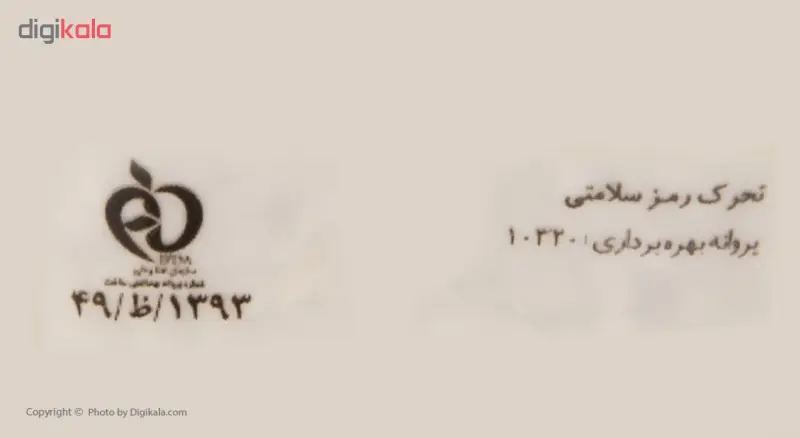 digikala
تحرک رمز سلامتی
پروانه بهره‌برداری: ۱۰۳۲۰
سازمان غذا و دارو
شماره پروانه بهداشتی ساخت
۴۹/ظ/۱۳۹۳
Copyright © Photo by Digikala.com